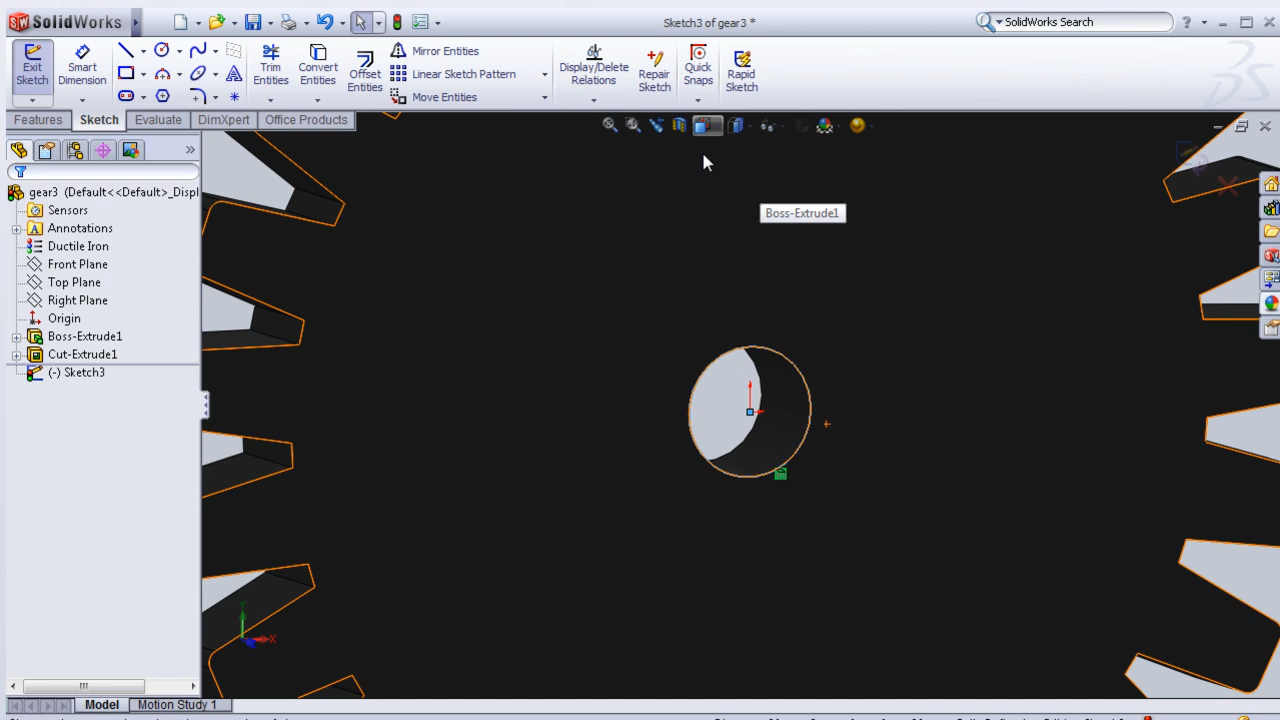 SW SOLIDWORKS
Sketch3 of gear3 *
SolidWorks Search
Exit Sketch
Smart Dimension
Trim Entities
Convert Entities
Offset Entities
Mirror Entities
Linear Sketch Pattern
Move Entities
Display/Delete Relations
Repair Sketch
Quick Snaps
Rapid Sketch
Features
Sketch
Evaluate
DimXpert
Office Products
gear3 (Default<<Default>_Displ
Sensors
Annotations
Ductile Iron
Front Plane
Top Plane
Right Plane
Origin
Boss-Extrude1
Cut-Extrude1
(-) Sketch3
Boss-Extrude1
Y
X
Model
Motion Study 1